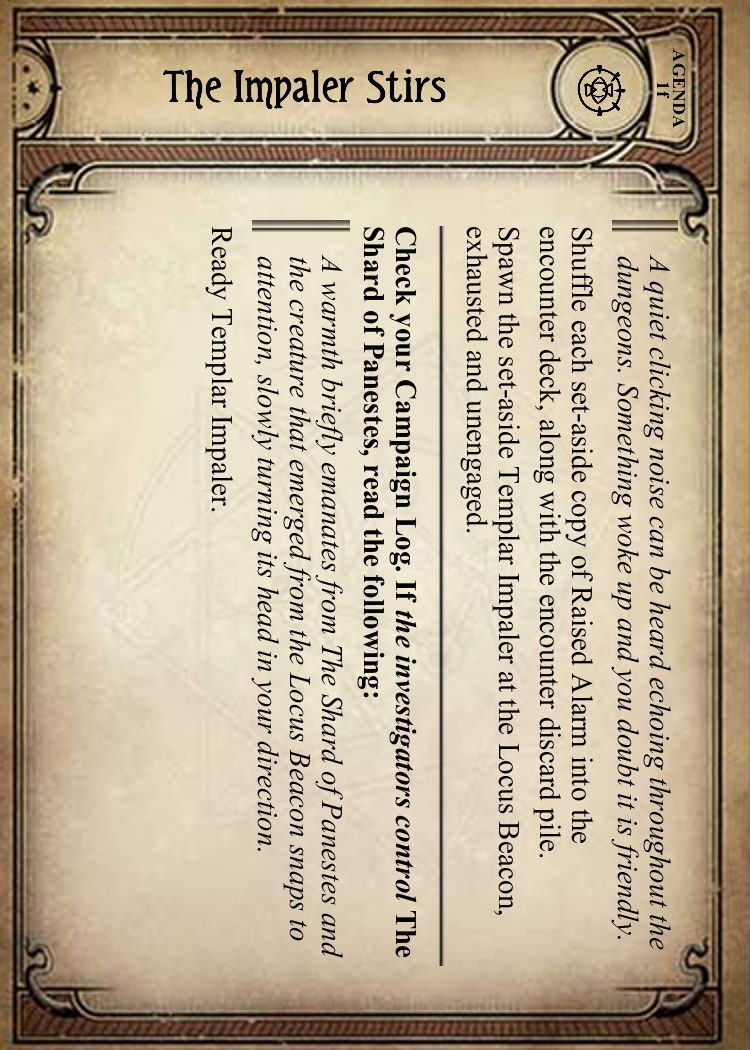 AGENDA
1f
The Impaler Stirs
A quiet clicking noise can be heard echoing throughout the
dungeons. Something woke up and you doubt it is friendly.
Shuffle each set-aside copy of Raised Alarm into the
encounter deck, along with the encounter discard pile.
Spawn the set-aside Templar Impaler at the Locus Beacon,
exhausted and unengaged.
Check your Campaign Log. If the investigators control The
Shard of Panestes, read the following:
A warmth briefly emanates from The Shard of Panestes and
the creature that emerged from the Locus Beacon snaps to
attention, slowly turning its head in your direction.
Ready Templar Impaler.